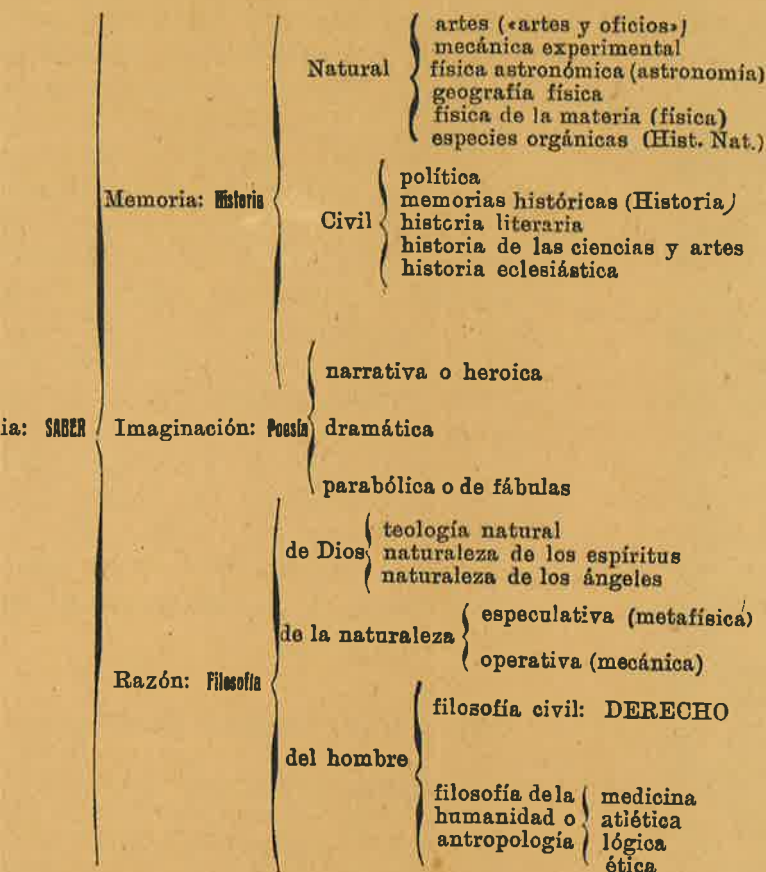 artes («artes y oficios»)
mecánica experimental
Natural
física astronómica (astronomía)
geografía física
física de la materia (física)
especies orgánicas (Hist. Nat.)
política
Memoria: Historia
memorias históricas (Historia)
Civil
historia literaria
historia de las ciencias y artes
historia eclesiástica
narrativa o heroica
ia: SABER
Imaginación: Poesía
dramática
parabólica o de fábulas
teología natural
de Dios
naturaleza de los espíritus
naturaleza de los ángeles
especulativa (metafísica)
de la naturaleza
operativa (mecánica)
Razón: Filosofía
filosofía civil: DERECHO
del hombre
filosofía de la
humanidad o
antropología
medicina
atlética
lógica
ética